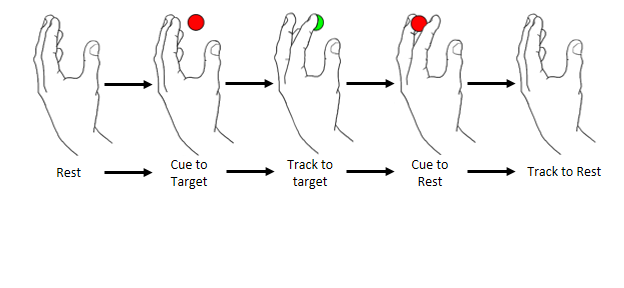 Rest
Cue to
Target
Track to
target
Cue to
Rest
Track to Rest